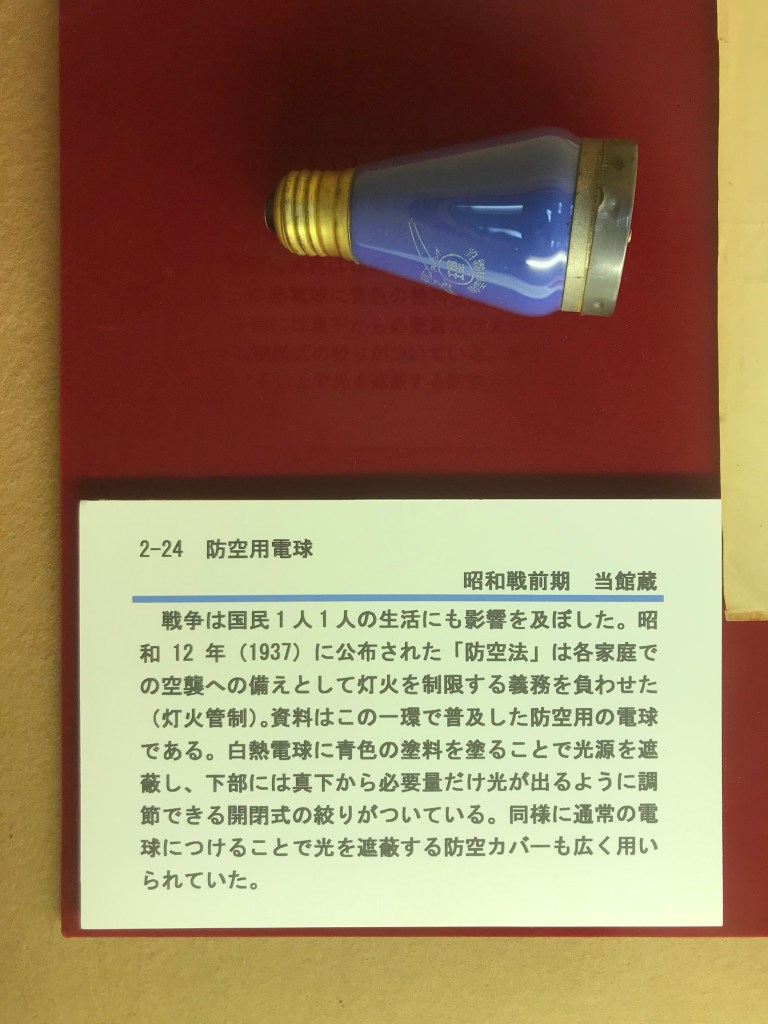 2-24 防空用電球
昭和戦前期 当館蔵
戦争は国民1人1人の生活にも影響を及ぼした。昭
和 12 年(1937)に公布された「防空法」は各家庭で
の空襲への備えとして灯火を制限する義務を負わせた
(灯火管制)。資料はこの一環で普及した防空用の電球
である。白熱電球に青色の塗料を塗ることで光源を遮
蔽し、下部には真下から必要量だけ光が出るように調
節できる開閉式の絞りがついている。同様に通常の電
球につけることで光を遮蔽する防空カバーも広く用い
られていた。